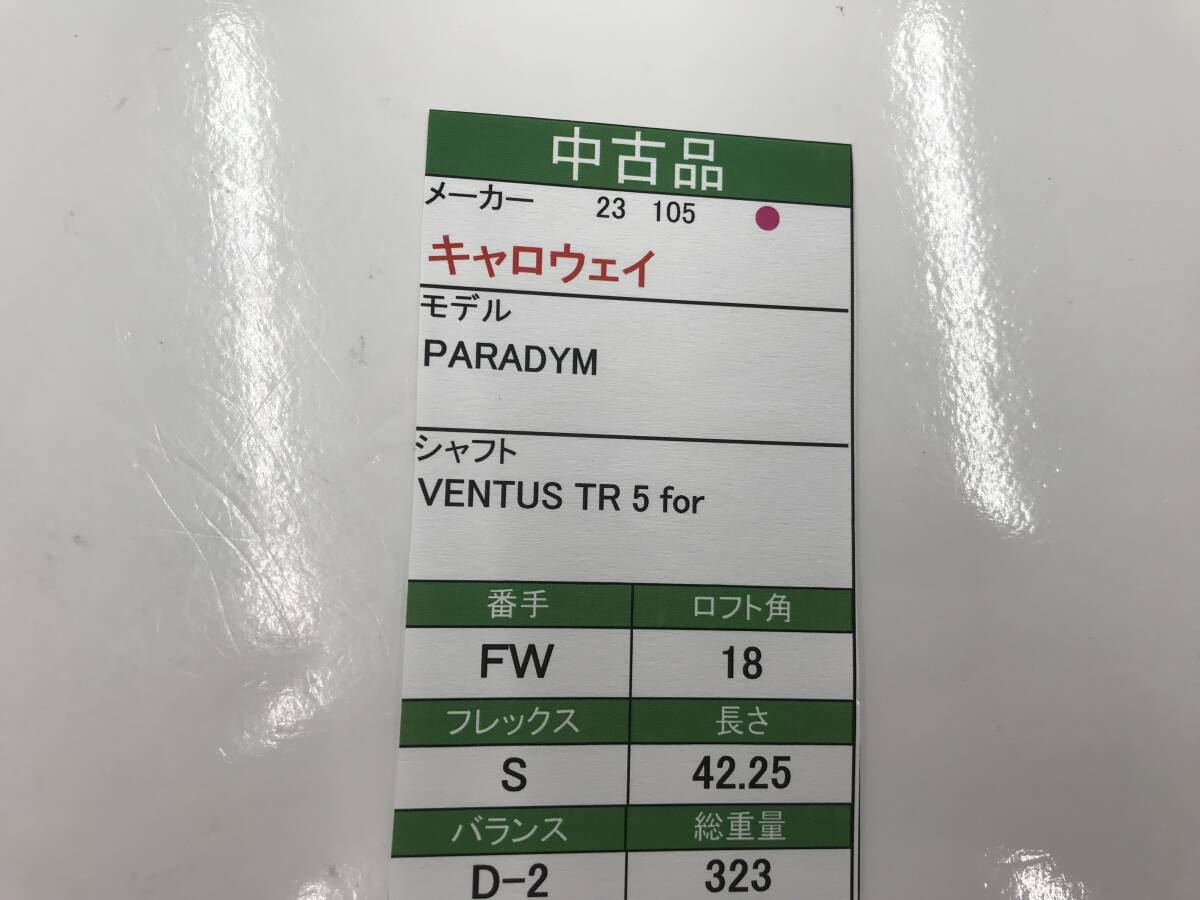 中古品
メーカー 23 105
キャロウェイ
モデル
PARADYM
シャフト
VENTUS TR 5 for
番手 ロフト角
FW 18
フレックス 長さ
S 42.25
バランス 総重量
D-2 323